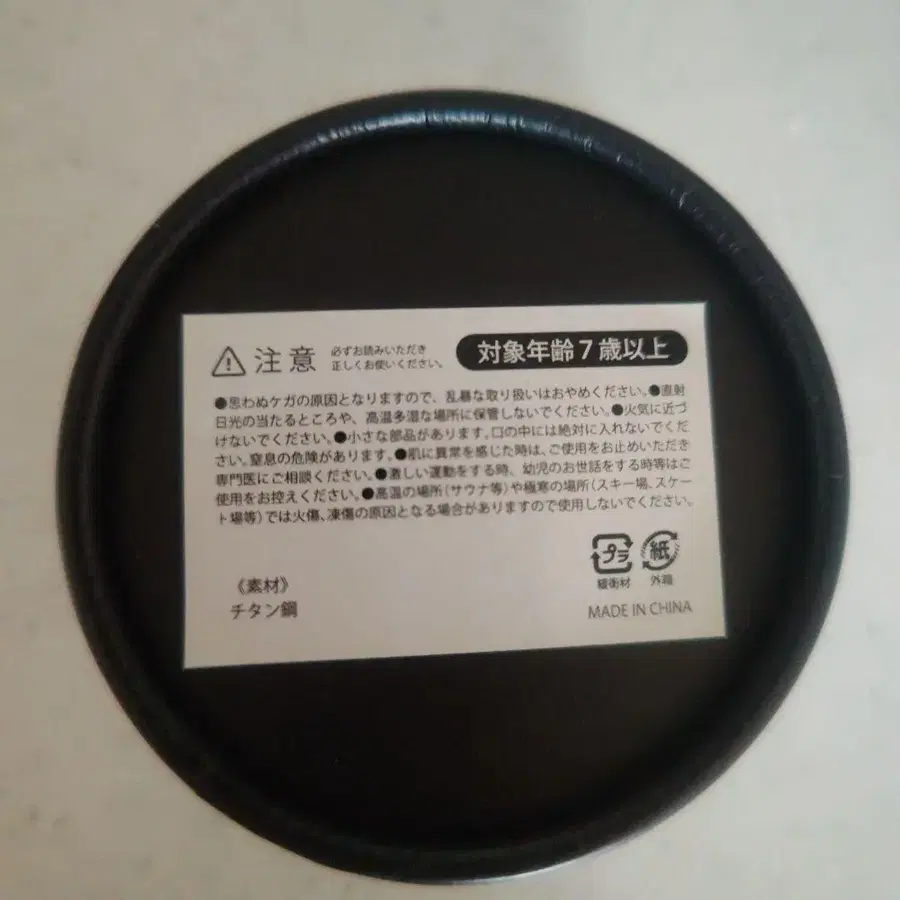 注意 必ずお読みいただき
正しくお使いください。
対象年齢7歳以上
●思わぬケガの原因となりますので、乱暴な取り扱いはおやめください。●直射
日光の当たるところや、高温多湿な場所に保管しないでください。●火気に近づ
けないでください。●小さな部品があります。口の中には絶対に入れないでくだ
さい。窒息の危険があります。●肌に異常を感じた時は、ご使用をお止めいただき
専門医にご相談ください。●激しい運動をする時、幼児のお世話をする時等はご
使用をお控えください。●高温の場所(サウナ等)や極寒の場所(スキー場、スケー
ト場等)では火傷、凍傷の原因となる場合がありますので使用しないでください。
プラ 紙
緩衝材 外箱
《素材》
チタン鋼
MADE IN CHINA